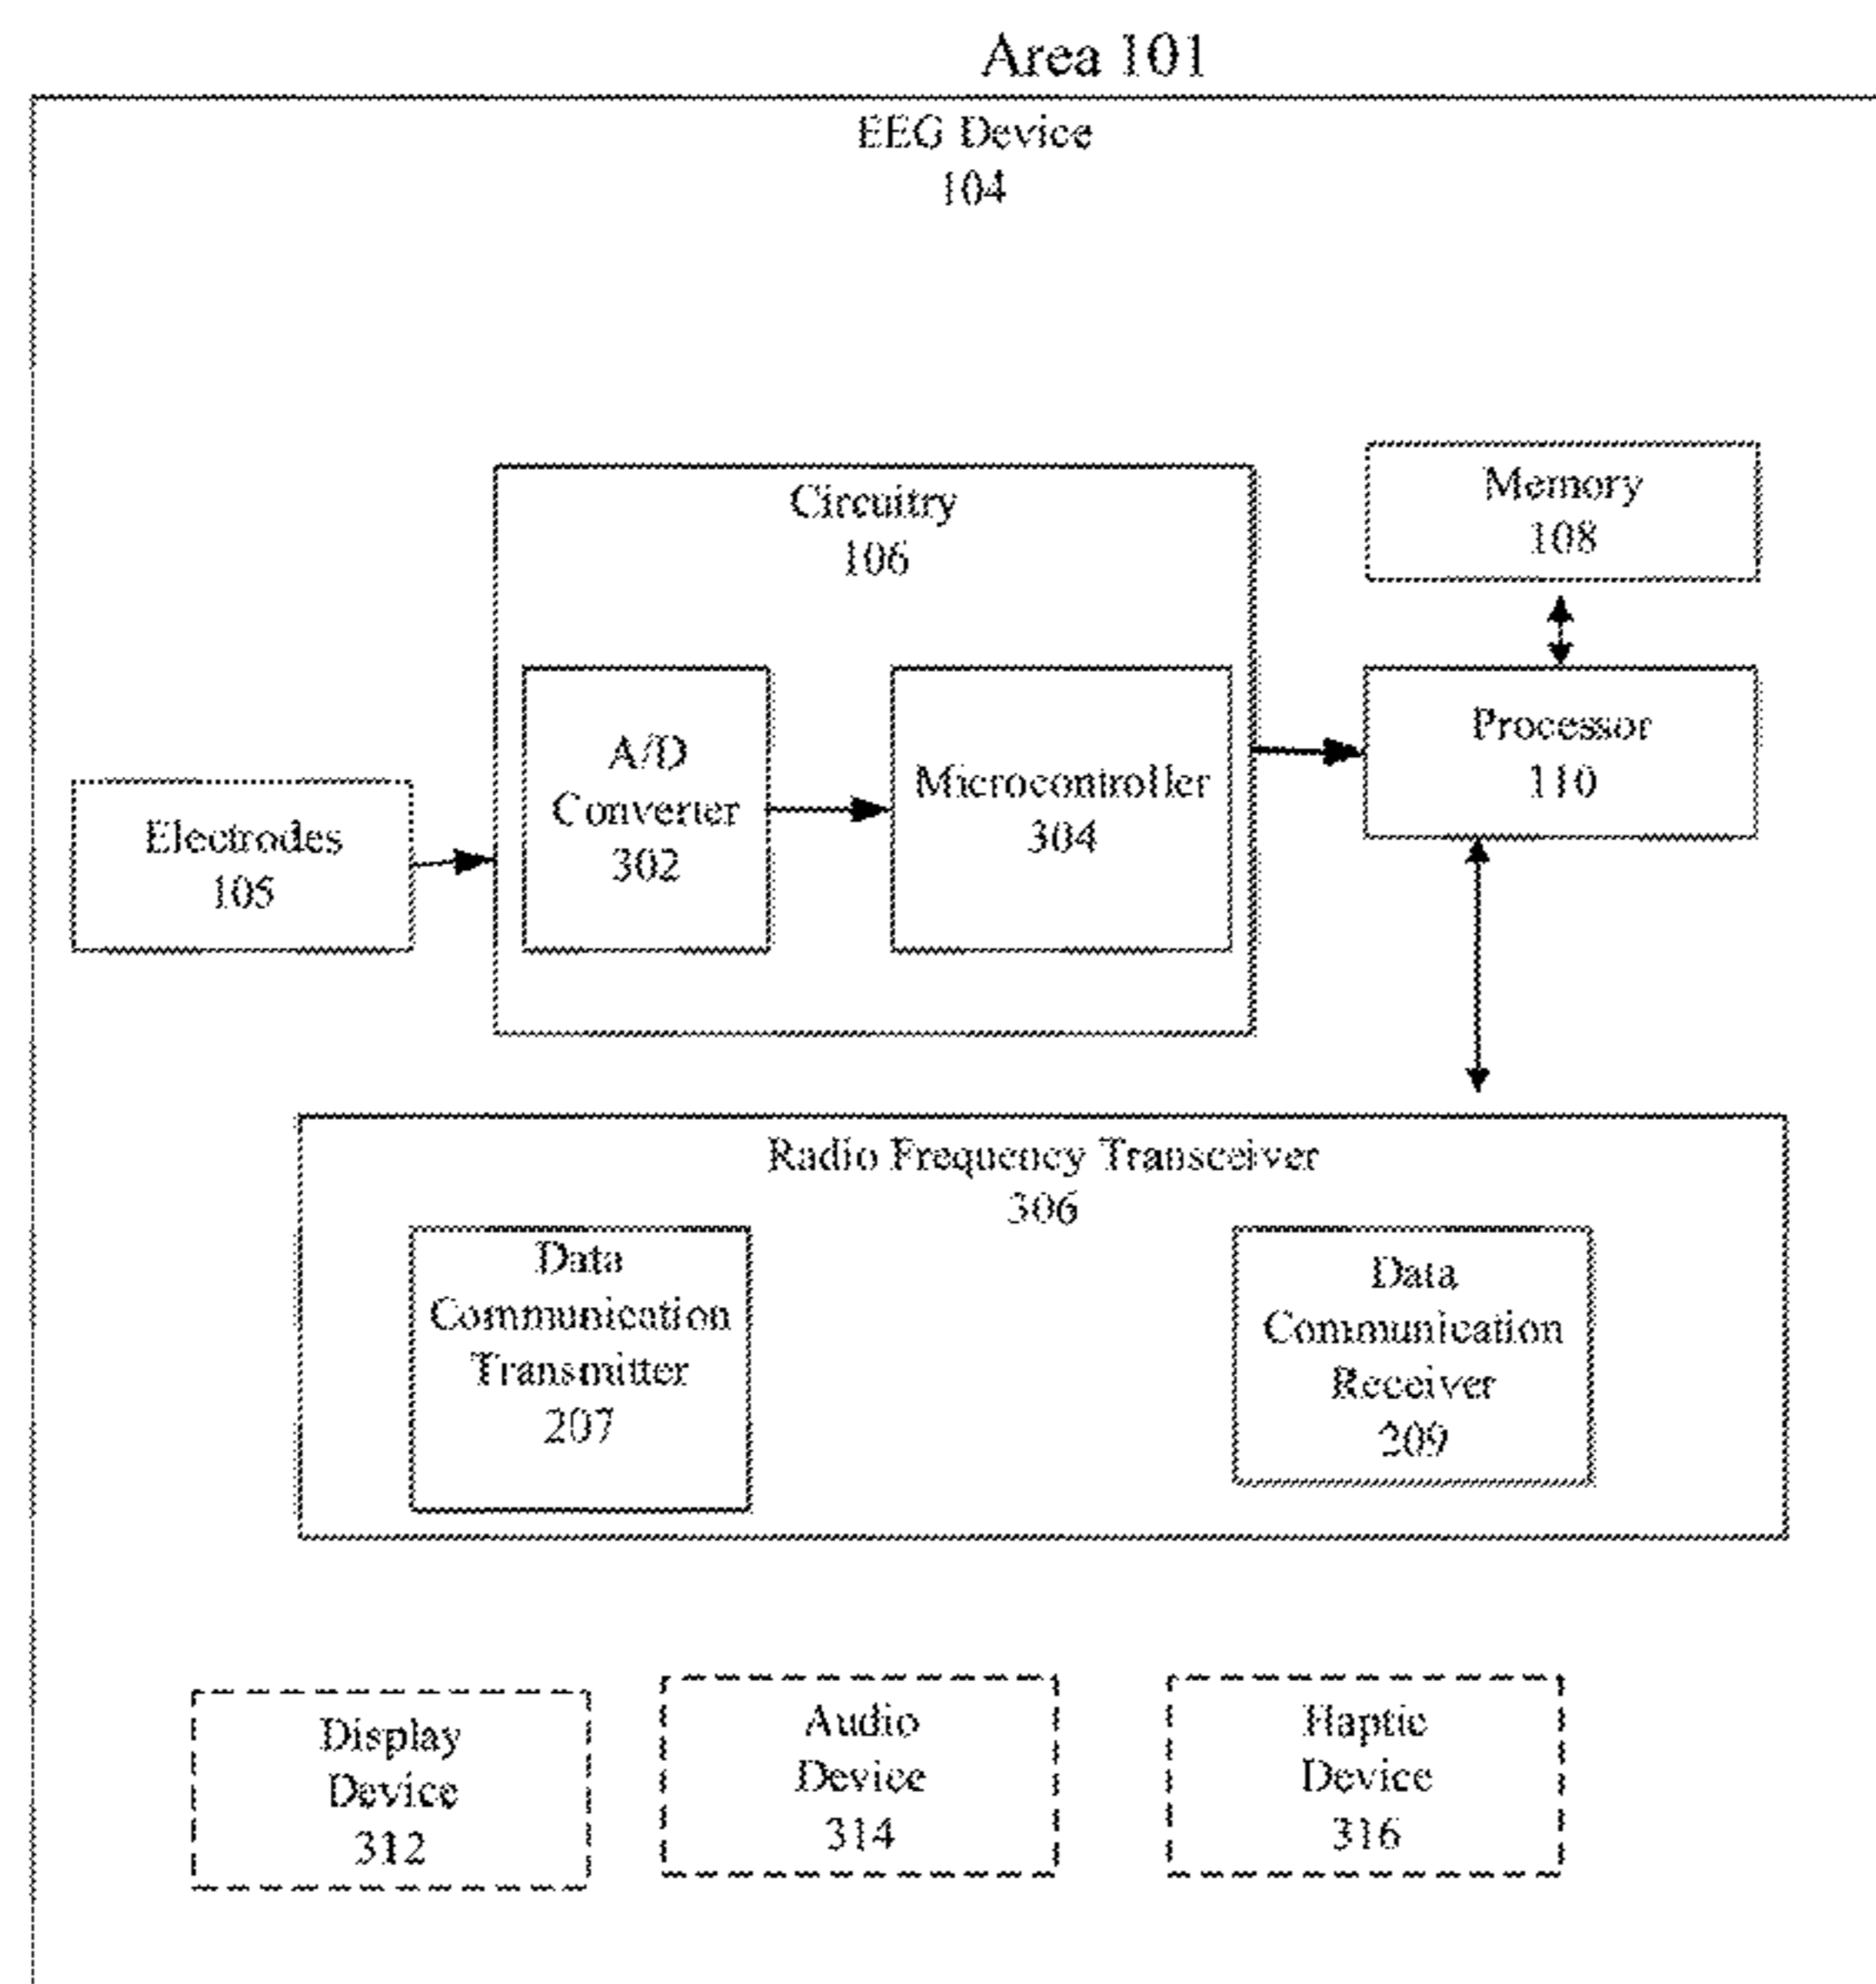 Area 101
EEG Device
104
Circuitry
106
Memory
108
A/D
Converter
302
Microcontroller
304
Processor
110
Electrodes
105
Radio Frequency Transceiver
306
Data
Communication
Transmitter
207
Data
Communication
Receiver
209
Display
Device
312
Audio
Device
314
Haptic
Device
316